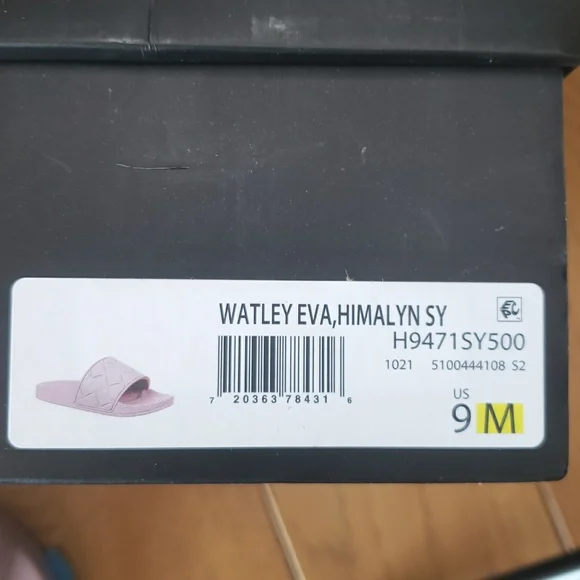 WATLEY EVA,HIMALYN SY
H9471SY500
1021 5100444108 S2
7 20363 78431 6
US
9 M